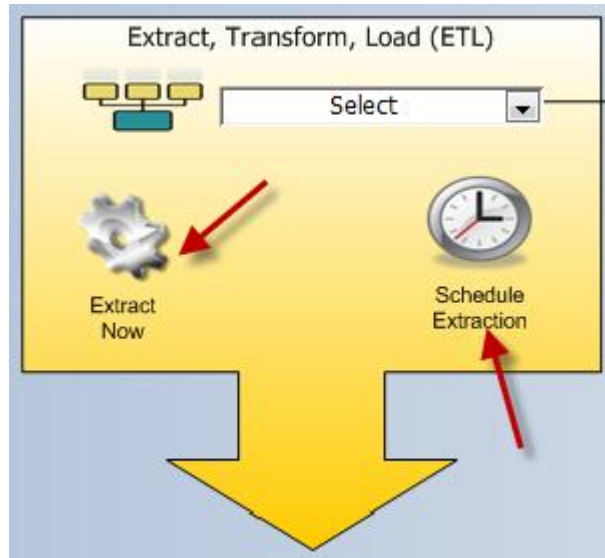 Extract, Transform, Load (ETL)
Select
Extract
Now
Schedule
Extraction